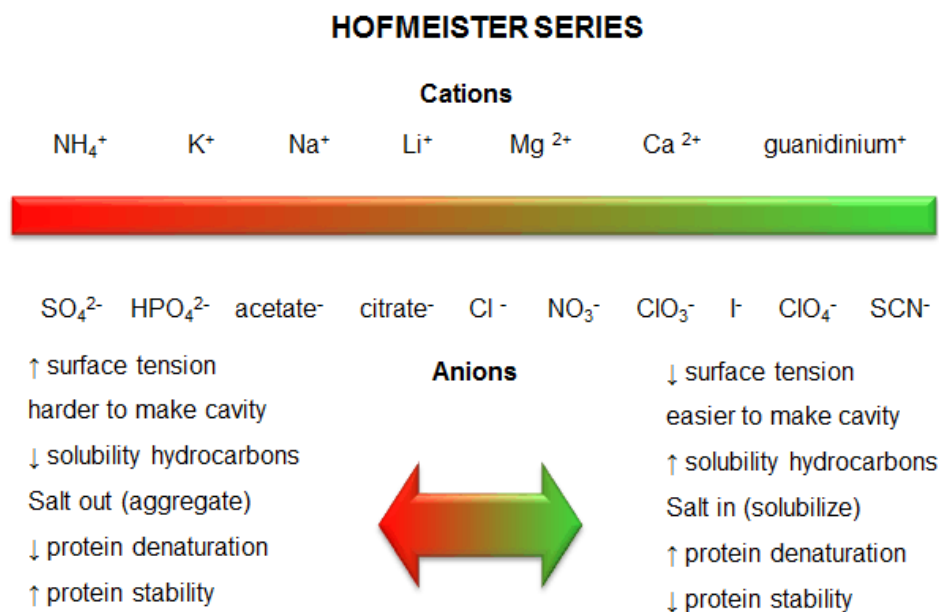 HOFMEISTER SERIES
Cations
NH₄⁺ K⁺ Na⁺ Li⁺ Mg ²⁺ Ca ²⁺ guanidinium⁺
SO₄²⁻ HPO₄²⁻ acetate⁻ citrate⁻ Cl ⁻ NO₃⁻ ClO₃⁻ I⁻ ClO₄⁻ SCN⁻
Anions
↑ surface tension
harder to make cavity
↓ solubility hydrocarbons
Salt out (aggregate)
↓ protein denaturation
↑ protein stability
↓ surface tension
easier to make cavity
↑ solubility hydrocarbons
Salt in (solubilize)
↑ protein denaturation
↓ protein stability